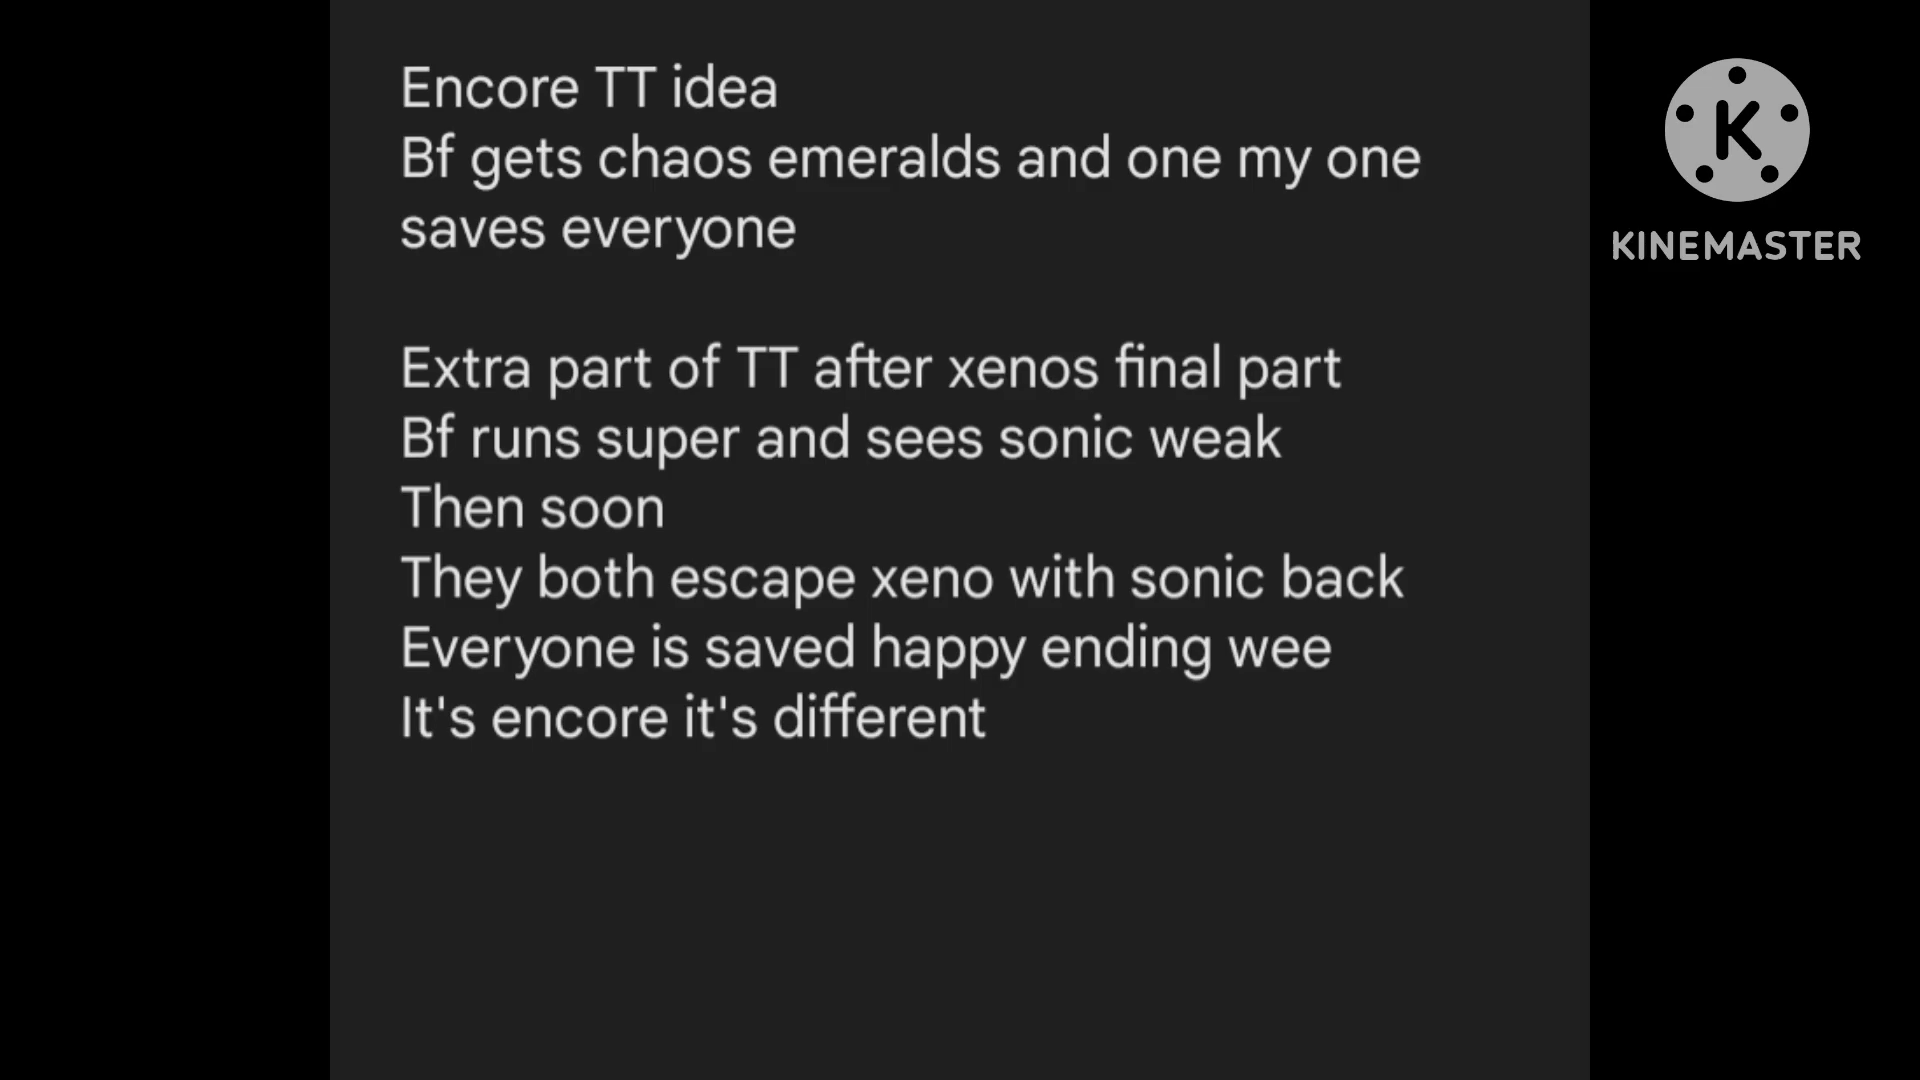 Encore TT idea
Bf gets chaos emeralds and one my one
saves everyone
Extra part of TT after xenos final part
Bf runs super and sees sonic weak
Then soon
They both escape xeno with sonic back
Everyone is saved happy ending wee
It's encore it's different
K
KINEMASTER